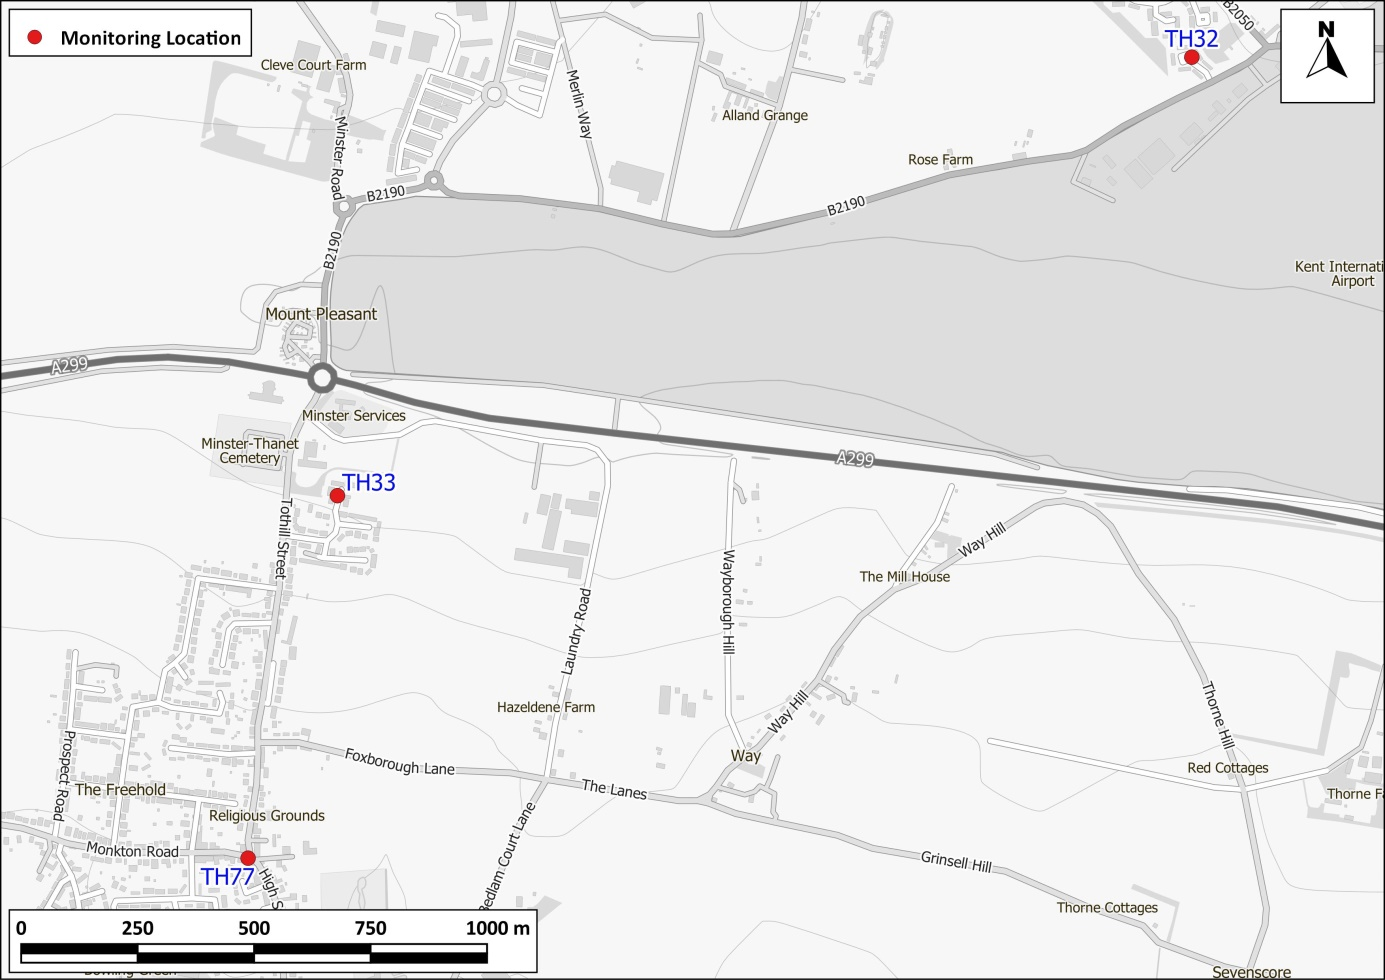 Monitoring Location
B2050
TH32
N
Cleve Court Farm
Merlin Way
Alland Grange
Minster Road
Rose Farm
B2190
B2190
B2190
Kent Internati
Airport
Mount Pleasant
A299
Minster Services
Minster-Thanet
Cemetery
A299
TH33
Tothill Street
Way Hill
Wayborough Hill
The Mill House
Laundry Road
Hazeldene Farm
Way Hill
Thorne Hill
Prospect Road
Foxborough Lane
Way
Red Cottages
The Freehold
The Lanes
Thorne Fa
Religious Grounds
Monkton Road
Bedlam Court Lane
Grinsell Hill
TH77
High S
Thorne Cottages
0 250 500 750 1000 m
Bowling Green
Sevenscore